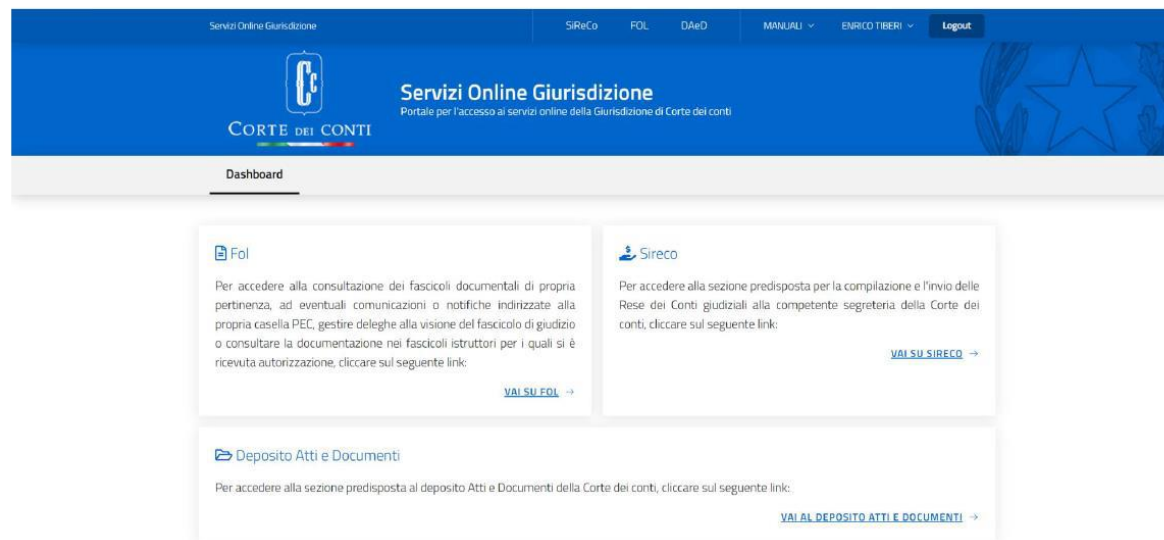 Servizi Online Giurisdizione
SiReCo FOL DAeD MANUALI ENRICO TIBERI Logout
CORTE DEI CONTI
Servizi Online Giurisdizione
Portale per l'accesso ai servizi online della Giurisdizione di Corte dei conti
Dashboard
Fol
Per accedere alla consultazione dei fascicoli documentali di propria
pertinenza, ad eventuali comunicazioni o notifiche indirizzate alla
propria casella PEC, gestire deleghe alla visione del fascicolo di giudizio
o consultare la documentazione nei fascicoli istruttori per i quali si è
ricevuta autorizzazione, cliccare sul seguente link:
VAI SU FOL →
Sireco
Per accedere alla sezione predisposta per la compilazione e l'invio delle
Rese dei Conti giudiziali alla competente segreteria della Corte dei
conti, cliccare sul seguente link:
VAI SU SIRECO →
Deposito Atti e Documenti
Per accedere alla sezione predisposta al deposito Atti e Documenti della Corte dei conti, cliccare sul seguente link:
VAI AL DEPOSITO ATTI E DOCUMENTI →